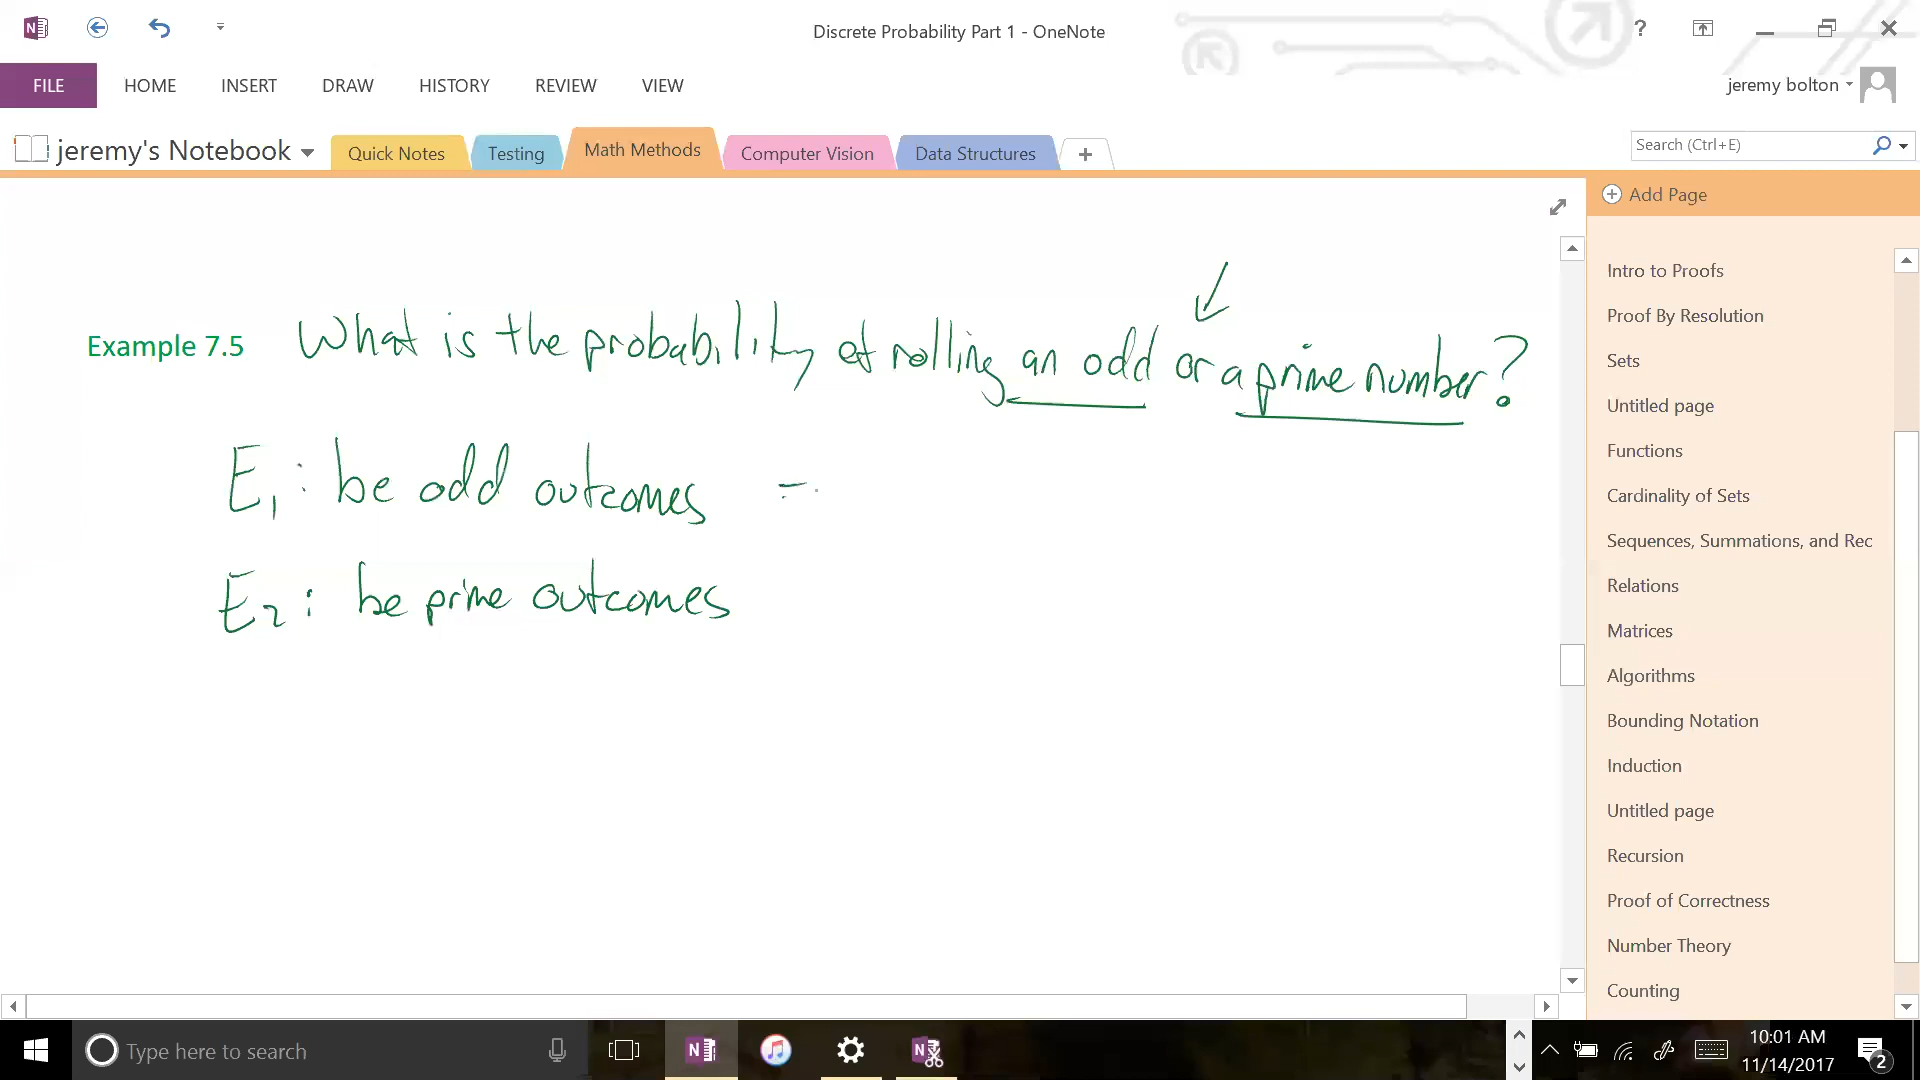 Discrete Probability Part 1 - OneNote
?
FILE HOME INSERT DRAW HISTORY REVIEW VIEW
jeremy bolton
jeremy's Notebook Quick Notes Testing Math Methods Computer Vision Data Structures +
Search (Ctrl+E)
Add Page
Example 7.5 What is the probability of rolling an odd or a prime number?
E1 : be odd outcomes =
E2 : be prime outcomes
Intro to Proofs
Proof By Resolution
Sets
Untitled page
Functions
Cardinality of Sets
Sequences, Summations, and Rec
Relations
Matrices
Algorithms
Bounding Notation
Induction
Untitled page
Recursion
Proof of Correctness
Number Theory
Counting
Type here to search
10:01 AM
11/14/2017
2